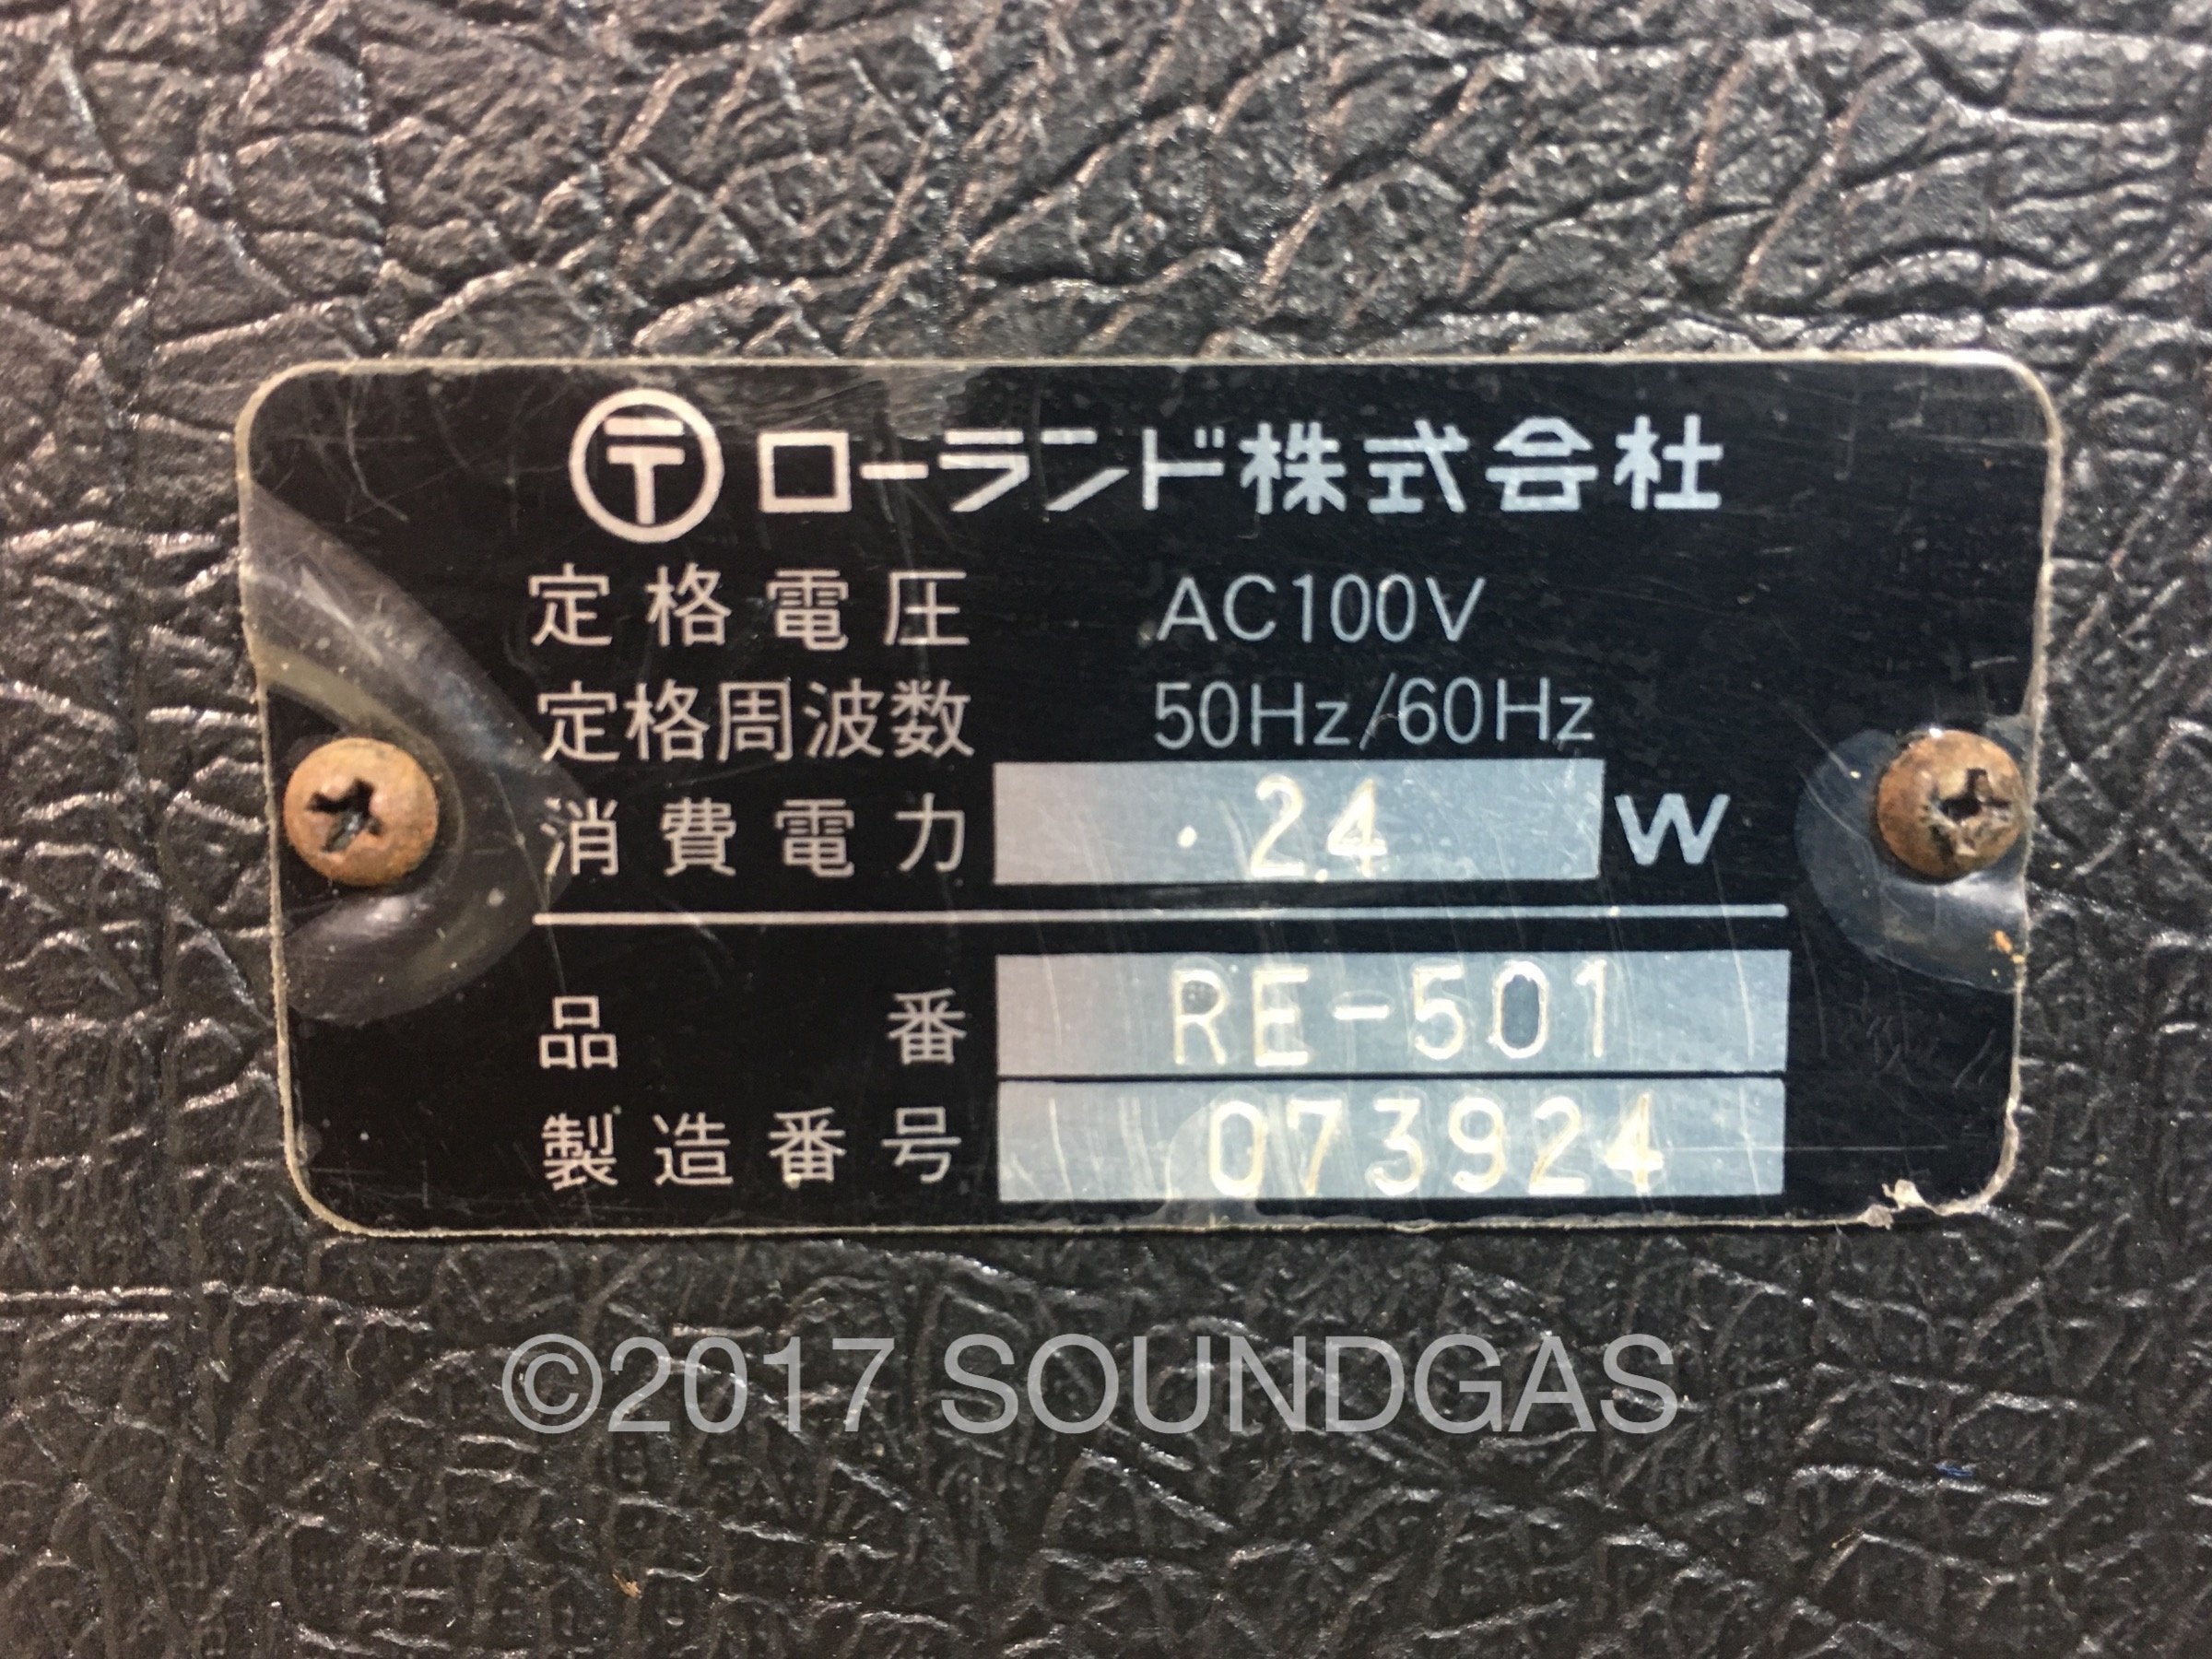 〶 ローランド株式会社
定格電圧 AC100V
定格周波数 50Hz/60Hz
消費電力 24 W
品番 RE-501
製造番号 073924
©2017 SOUNDGAS